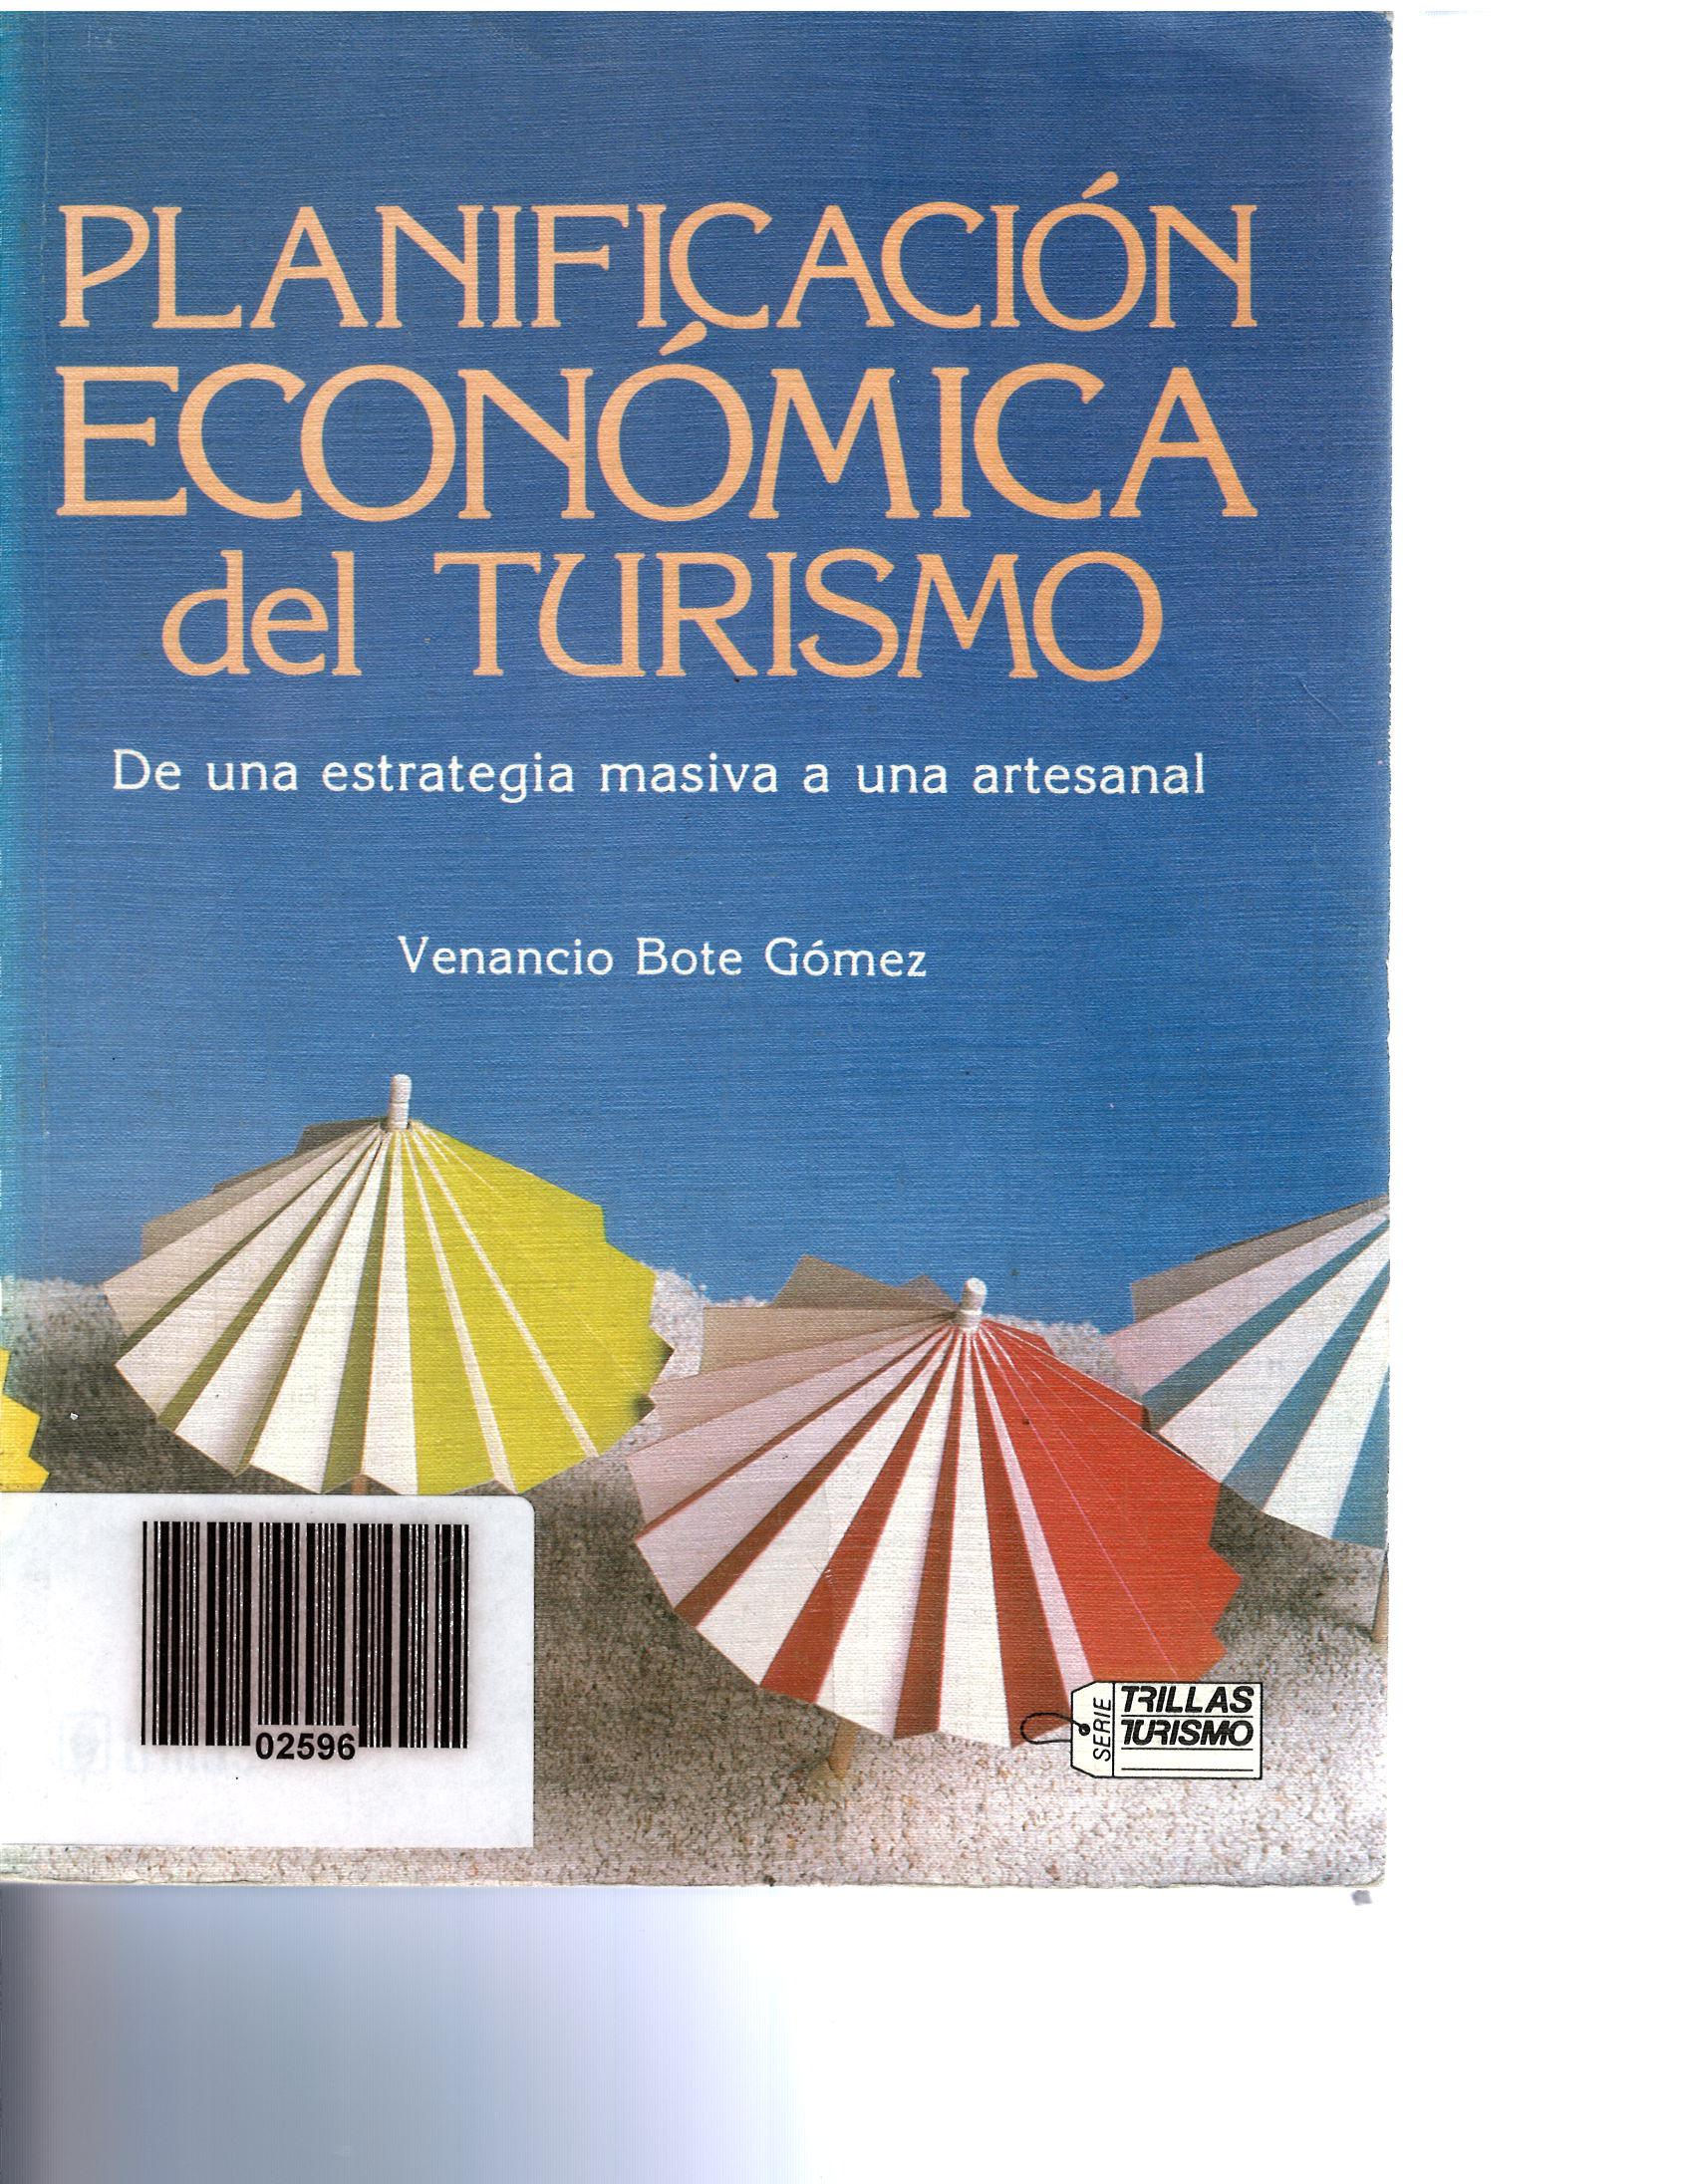 PLANIFICACIÓN
ECONÓMICA
del TURISMO
De una estrategia masiva a una artesanal
Venancio Bote Gómez
SERIE
TRILLAS
TURISMO
02596